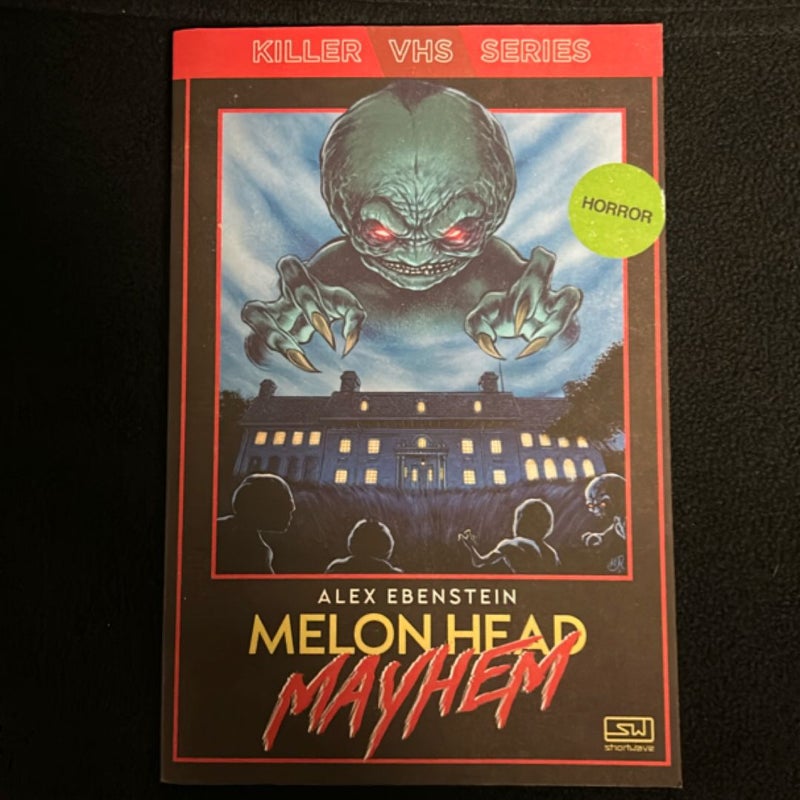 KILLER VHS SERIES
HORROR
ALEX EBENSTEIN
MELON HEAD
MAYHEM
SW
shortwave